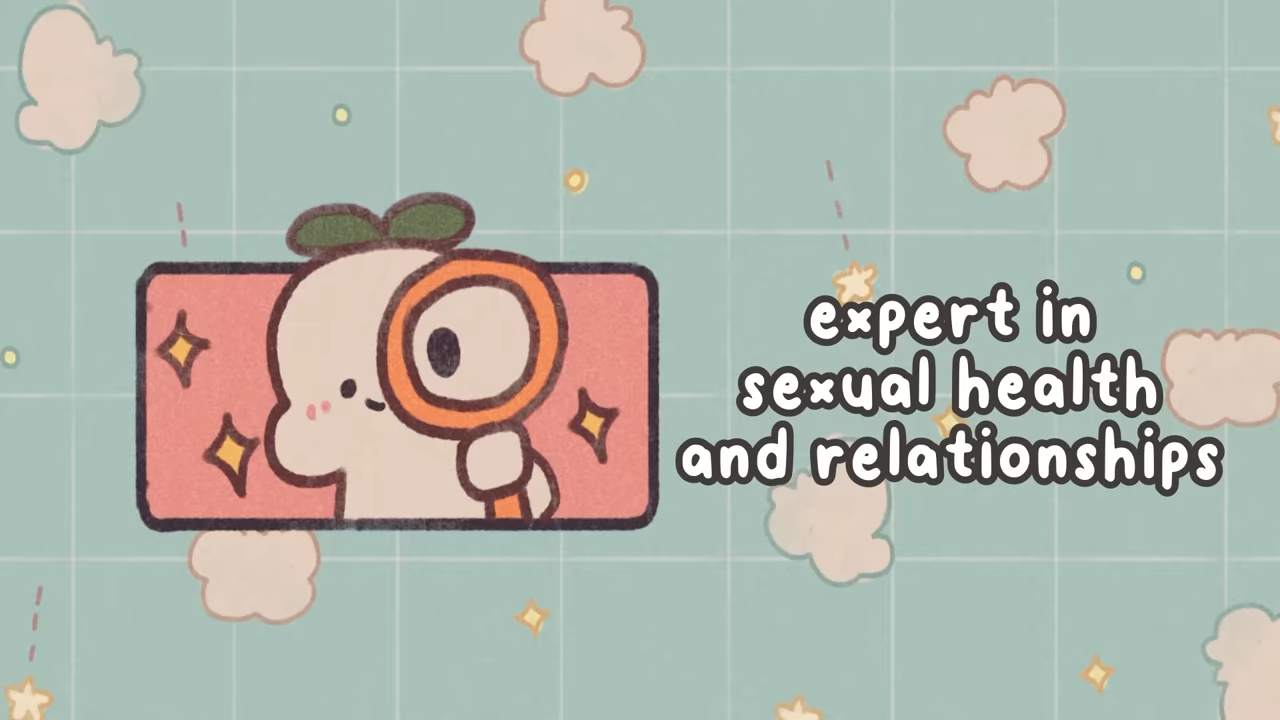 expert in
sexual health
and relationships